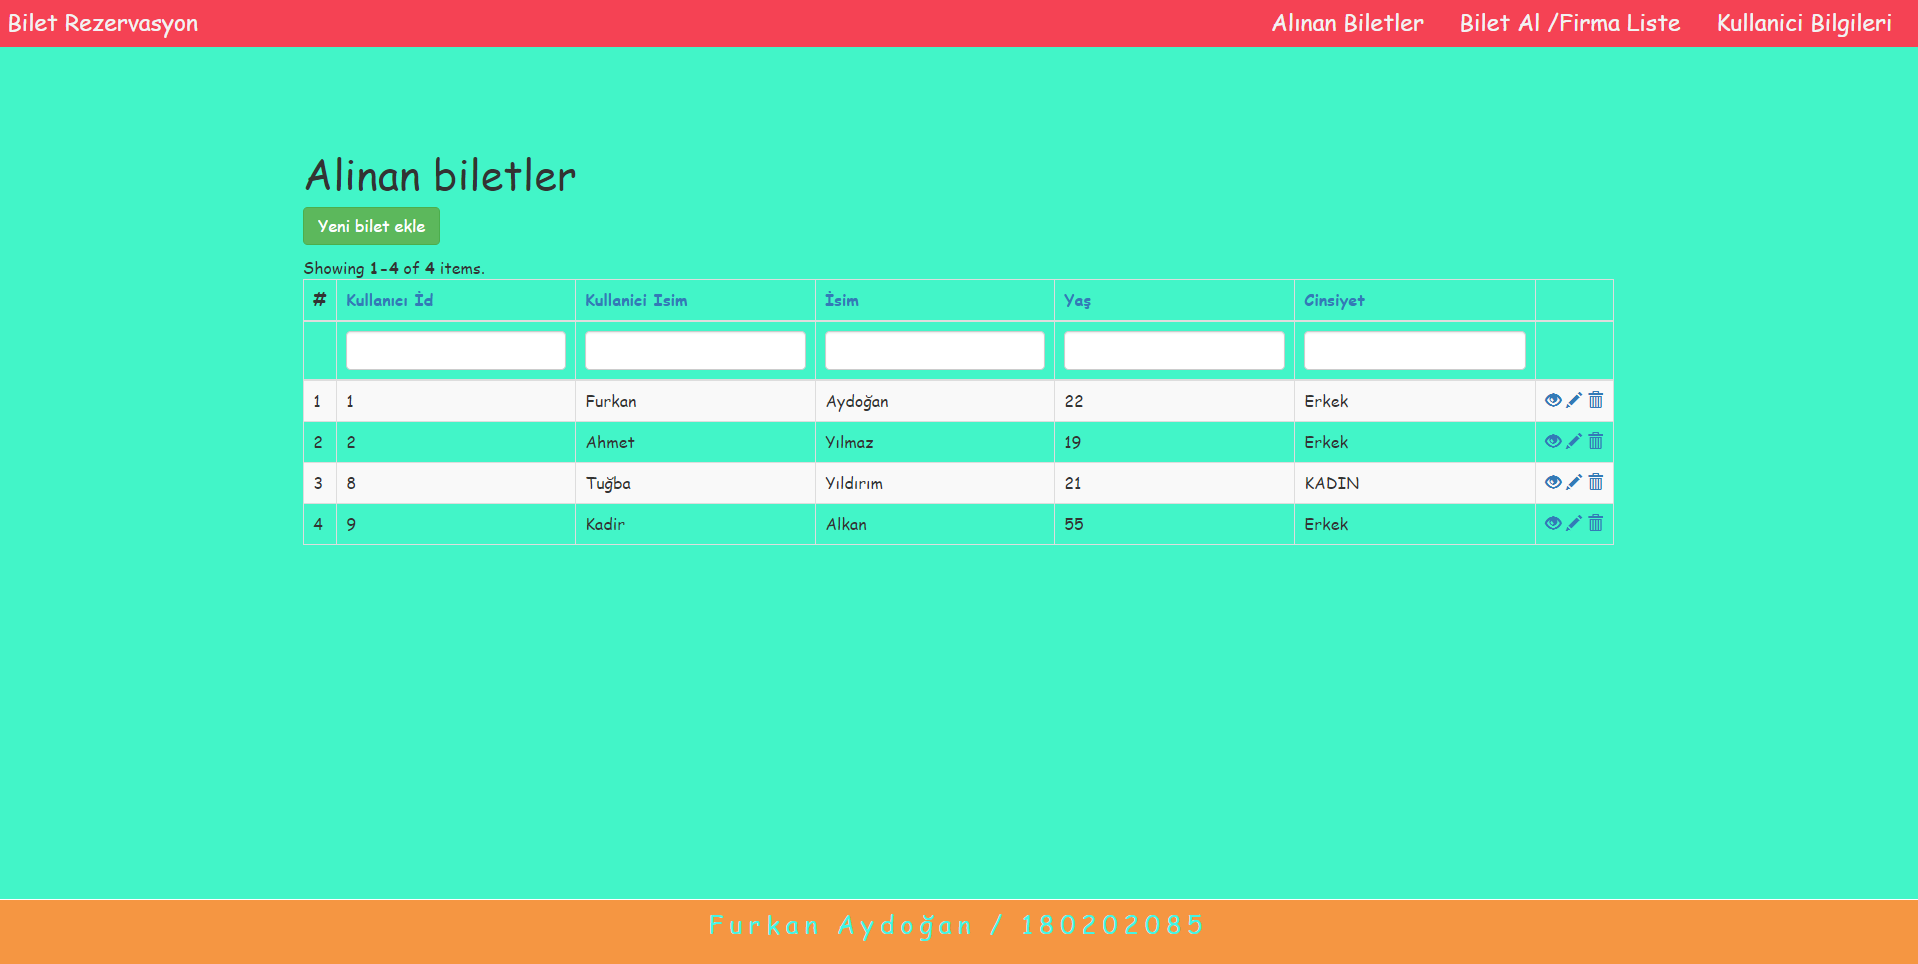 Bilet Rezervasyon Alınan Biletler Bilet Al /Firma Liste Kullanici Bilgileri
Alinan biletler
Yeni bilet ekle
Showing 1-4 of 4 items.
# Kullanıcı İd Kullanici Isim İsim Yaş Cinsiyet
1 1 Furkan Aydoğan 22 Erkek
2 2 Ahmet Yılmaz 19 Erkek
3 8 Tuğba Yıldırım 21 KADIN
4 9 Kadir Alkan 55 Erkek
Furkan Aydoğan / 180202085